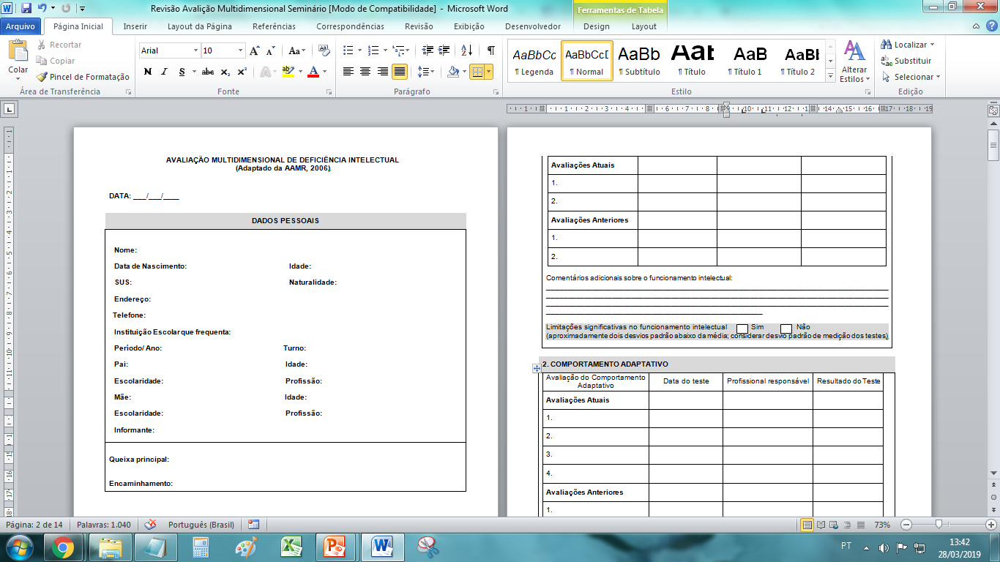 Revisão Avalição Multidimensional Seminário [Modo de Compatibilidade] - Microsoft Word
Ferramentas de Tabela
Arquivo Página Inicial Inserir Layout da Página Referências Correspondências Revisão Exibição Desenvolvedor Design Layout
Colar
Recortar
Copiar
Pincel de Formatação
Área de Transferência
Arial 10
N I S abc x₂ x² A ab A
Aa
Fonte
Parágrafo
AaBbCc AaBbCcD AaBb AaB AaB AaBb
¶ Legenda ¶ Normal ¶ Subtítulo ¶ Título ¶ Título 1 ¶ Título 2
Alterar Estilos
Estilo
Localizar
Substituir
Selecionar
Edição
AVALIAÇÃO MULTIDIMENSIONAL DE DEFICIÊNCIA INTELECTUAL
(Adaptado da AAMR, 2006).
DATA: ___/___/____
DADOS PESSOAIS
Nome:
Data de Nascimento: Idade:
SUS: Naturalidade:
Endereço:
Telefone:
Instituição Escolar que frequenta:
Período/ Ano: Turno:
Pai: Idade:
Escolaridade: Profissão:
Mãe: Idade:
Escolaridade: Profissão:
Informante:
Queixa principal:
Encaminhamento:
Avaliações Atuais
1.
2.
Avaliações Anteriores
1.
2.
Comentários adicionais sobre o funcionamento intelectual:
Limitações significativas no funcionamento intelectual Sim Não
(aproximadamente dois desvios padrão abaixo da média; considerar desvio padrão de medição dos testes)
2. COMPORTAMENTO ADAPTATIVO
Avaliação do Comportamento Adaptativo Data do teste Profissional responsável Resultado do Teste
Avaliações Atuais
1.
2.
3.
4.
Avaliações Anteriores
1.
Página: 2 de 14 Palavras: 1.040 Português (Brasil) 73%
PT 13:42
28/03/2019